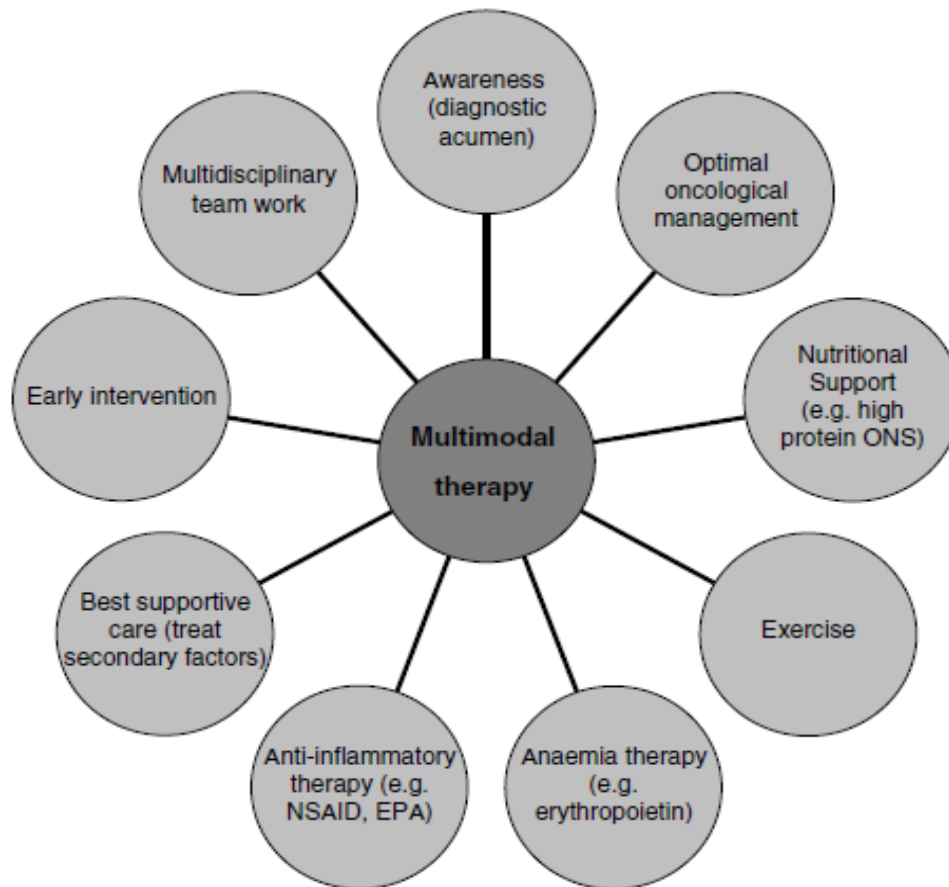 Awareness
(diagnostic
acumen)
Optimal
oncological
management
Nutritional
Support
(e.g. high
protein ONS)
Exercise
Anaemia therapy
(e.g.
erythropoietin)
Anti-inflammatory
therapy (e.g.
NSAID, EPA)
Best supportive
care (treat
secondary factors)
Early intervention
Multidisciplinary
team work
Multimodal
therapy